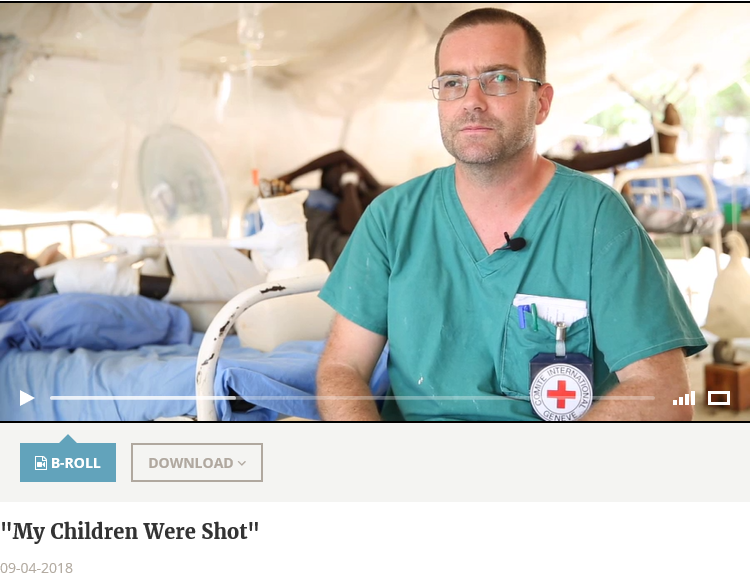 COMITE INTERNATIONAL
GENEVE
B-ROLL
DOWNLOAD
"My Children Were Shot"
09-04-2018